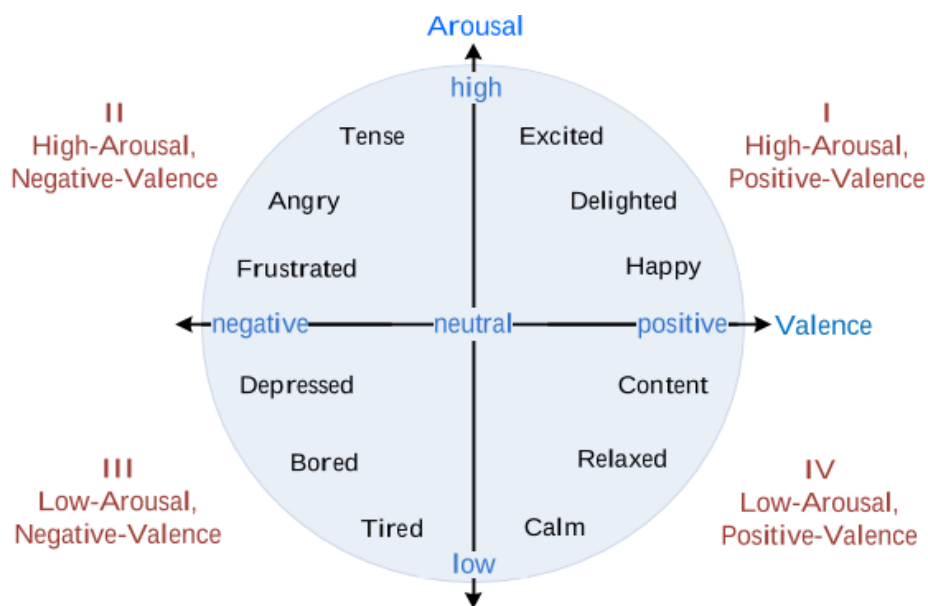 Arousal
high
II
High-Arousal,
Negative-Valence
I
High-Arousal,
Positive-Valence
Tense
Excited
Angry
Delighted
Frustrated
Happy
negative
neutral
positive
Valence
Depressed
Content
Bored
Relaxed
III
Low-Arousal,
Negative-Valence
IV
Low-Arousal,
Positive-Valence
Tired
Calm
low